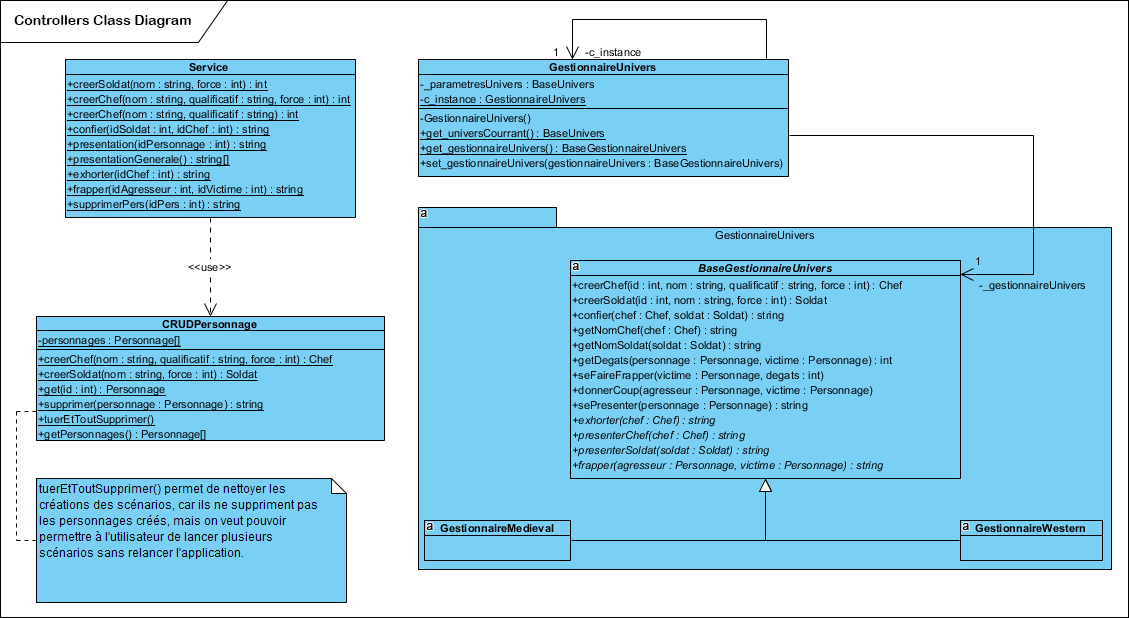 Controllers Class Diagram
Service
+creerSoldat(nom : string, force : int) : int
+creerChef(nom : string, qualificatif : string, force : int) : int
+creerChef(nom : string, qualificatif : string) : int
+confier(idSoldat : int, idChef : int) : string
+presentation(idPersonnage : int) : string
+presentationGenerale() : string[]
+exhorter(idChef : int) : string
+frapper(idAgresseur : int, idVictime : int) : string
+supprimerPers(idPers : int) : string
<<use>>
CRUDPersonnage
-personnages : Personnage[]
+creerChef(nom : string, qualificatif : string, force : int) : Chef
+creerSoldat(nom : string, force : int) : Soldat
+get(id : int) : Personnage
+supprimer(personnage : Personnage) : string
+tuerEtToutSupprimer()
+getPersonnages() : Personnage[]
tuerEtToutSupprimer() permet de nettoyer les
créations des scénarios, car ils ne suppriment pas
les personnages créés, mais on veut pouvoir
permettre à l'utilisateur de lancer plusieurs
scénarios sans relancer l'application.
1
-c_instance
GestionnaireUnivers
-_parametresUnivers : BaseUnivers
-c_instance : GestionnaireUnivers
-GestionnaireUnivers()
+get_universCourrant() : BaseUnivers
+get_gestionnaireUnivers() : BaseGestionnaireUnivers
+set_gestionnaireUnivers(gestionnaireUnivers : BaseGestionnaireUnivers)
a
GestionnaireUnivers
1
-_gestionnaireUnivers
a
BaseGestionnaireUnivers
+creerChef(id : int, nom : string, qualificatif : string, force : int) : Chef
+creerSoldat(id : int, nom : string, force : int) : Soldat
+confier(chef : Chef, soldat : Soldat) : string
+getNomChef(chef : Chef) : string
+getNomSoldat(soldat : Soldat) : string
+getDegats(personnage : Personnage, victime : Personnage) : int
+seFaireFrapper(victime : Personnage, degats : int)
+donnerCoup(agresseur : Personnage, victime : Personnage)
+sePresenter(personnage : Personnage) : string
+exhorter(chef : Chef) : string
+presenterChef(chef : Chef) : string
+presenterSoldat(soldat : Soldat) : string
+frapper(agresseur : Personnage, victime : Personnage) : string
a
GestionnaireMedieval
a
GestionnaireWestern